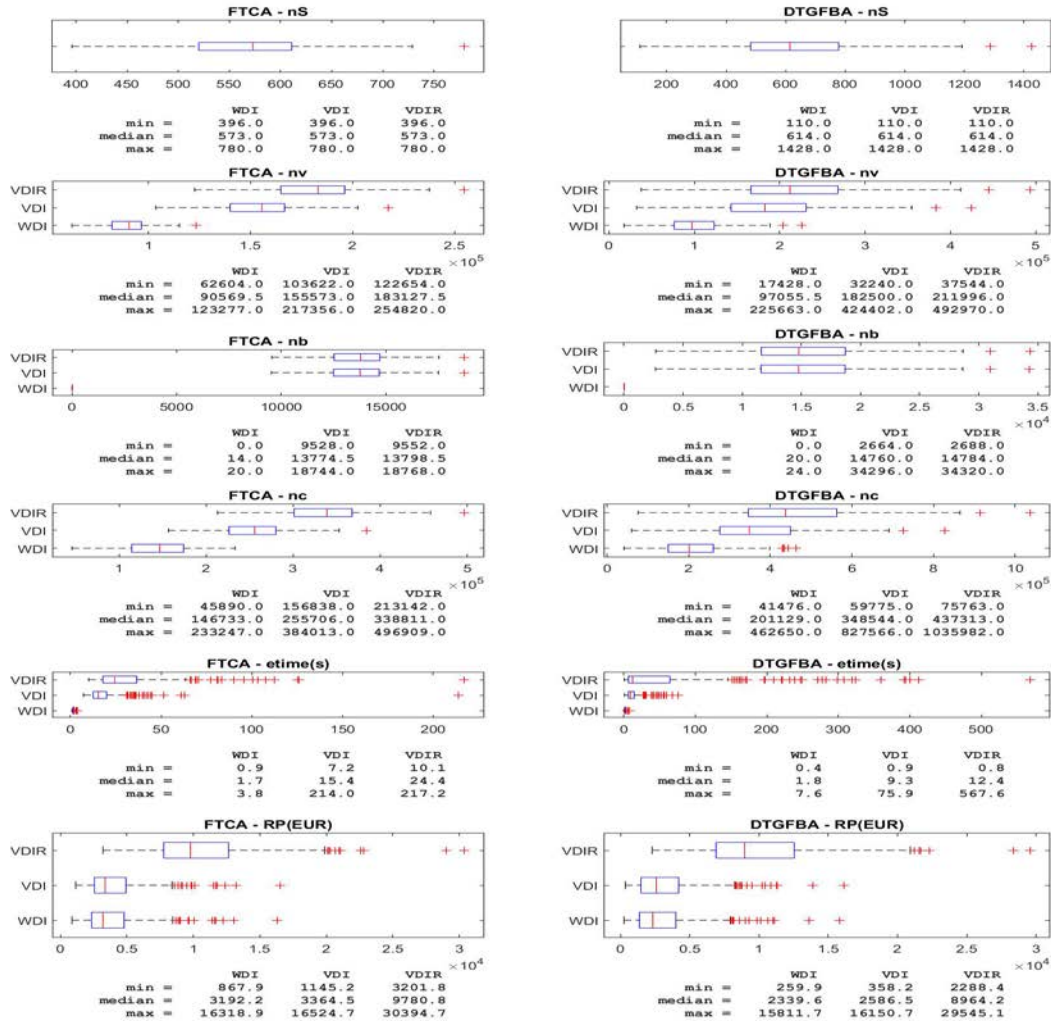 FTCA - nS
400 450 500 550 600 650 700 750
WDI VDI VDIR
min = 396.0 396.0 396.0
median = 573.0 573.0 573.0
max = 780.0 780.0 780.0
FTCA - nv
VDIR
VDI
WDI
1 1.5 2 2.5
×10⁵
WDI VDI VDIR
min = 62604.0 103622.0 122654.0
median = 90569.5 155573.0 183127.5
max = 123277.0 217356.0 254820.0
FTCA - nb
VDIR
VDI
WDI
0 5000 10000 15000
WDI VDI VDIR
min = 0.0 9528.0 9552.0
median = 14.0 13774.5 13798.5
max = 20.0 18744.0 18768.0
FTCA - nc
VDIR
VDI
WDI
1 2 3 4 5
×10⁵
WDI VDI VDIR
min = 45890.0 156838.0 213142.0
median = 146733.0 255706.0 338811.0
max = 233247.0 384013.0 496909.0
FTCA - etime(s)
VDIR
VDI
WDI
0 50 100 150 200
WDI VDI VDIR
min = 0.9 7.2 10.1
median = 1.7 15.4 24.4
max = 3.8 214.0 217.2
FTCA - RP(EUR)
VDIR
VDI
WDI
0 0.5 1 1.5 2 2.5 3
×10⁴
WDI VDI VDIR
min = 867.9 1145.2 3201.8
median = 3192.2 3364.5 9780.8
max = 16318.9 16524.7 30394.7
DTGFBA - nS
200 400 600 800 1000 1200 1400
WDI VDI VDIR
min = 110.0 110.0 110.0
median = 614.0 614.0 614.0
max = 1428.0 1428.0 1428.0
DTGFBA - nv
VDIR
VDI
WDI
0 1 2 3 4 5
×10⁵
WDI VDI VDIR
min = 17428.0 32240.0 37544.0
median = 97055.5 182500.0 211996.0
max = 225663.0 424402.0 492970.0
DTGFBA - nb
VDIR
VDI
WDI
0 0.5 1 1.5 2 2.5 3 3.5
×10⁴
WDI VDI VDIR
min = 0.0 2664.0 2688.0
median = 20.0 14760.0 14784.0
max = 24.0 34296.0 34320.0
DTGFBA - nc
VDIR
VDI
WDI
0 2 4 6 8 10
×10⁵
WDI VDI VDIR
min = 41476.0 59775.0 75763.0
median = 201129.0 348544.0 437313.0
max = 462650.0 827566.0 1035982.0
DTGFBA - etime(s)
VDIR
VDI
WDI
0 100 200 300 400 500
WDI VDI VDIR
min = 0.4 0.9 0.8
median = 1.8 9.3 12.4
max = 7.6 75.9 567.6
DTGFBA - RP(EUR)
VDIR
VDI
WDI
0 0.5 1 1.5 2 2.5 3
×10⁴
WDI VDI VDIR
min = 259.9 358.2 2288.4
median = 2339.6 2586.5 8964.2
max = 15811.7 16150.7 29545.1